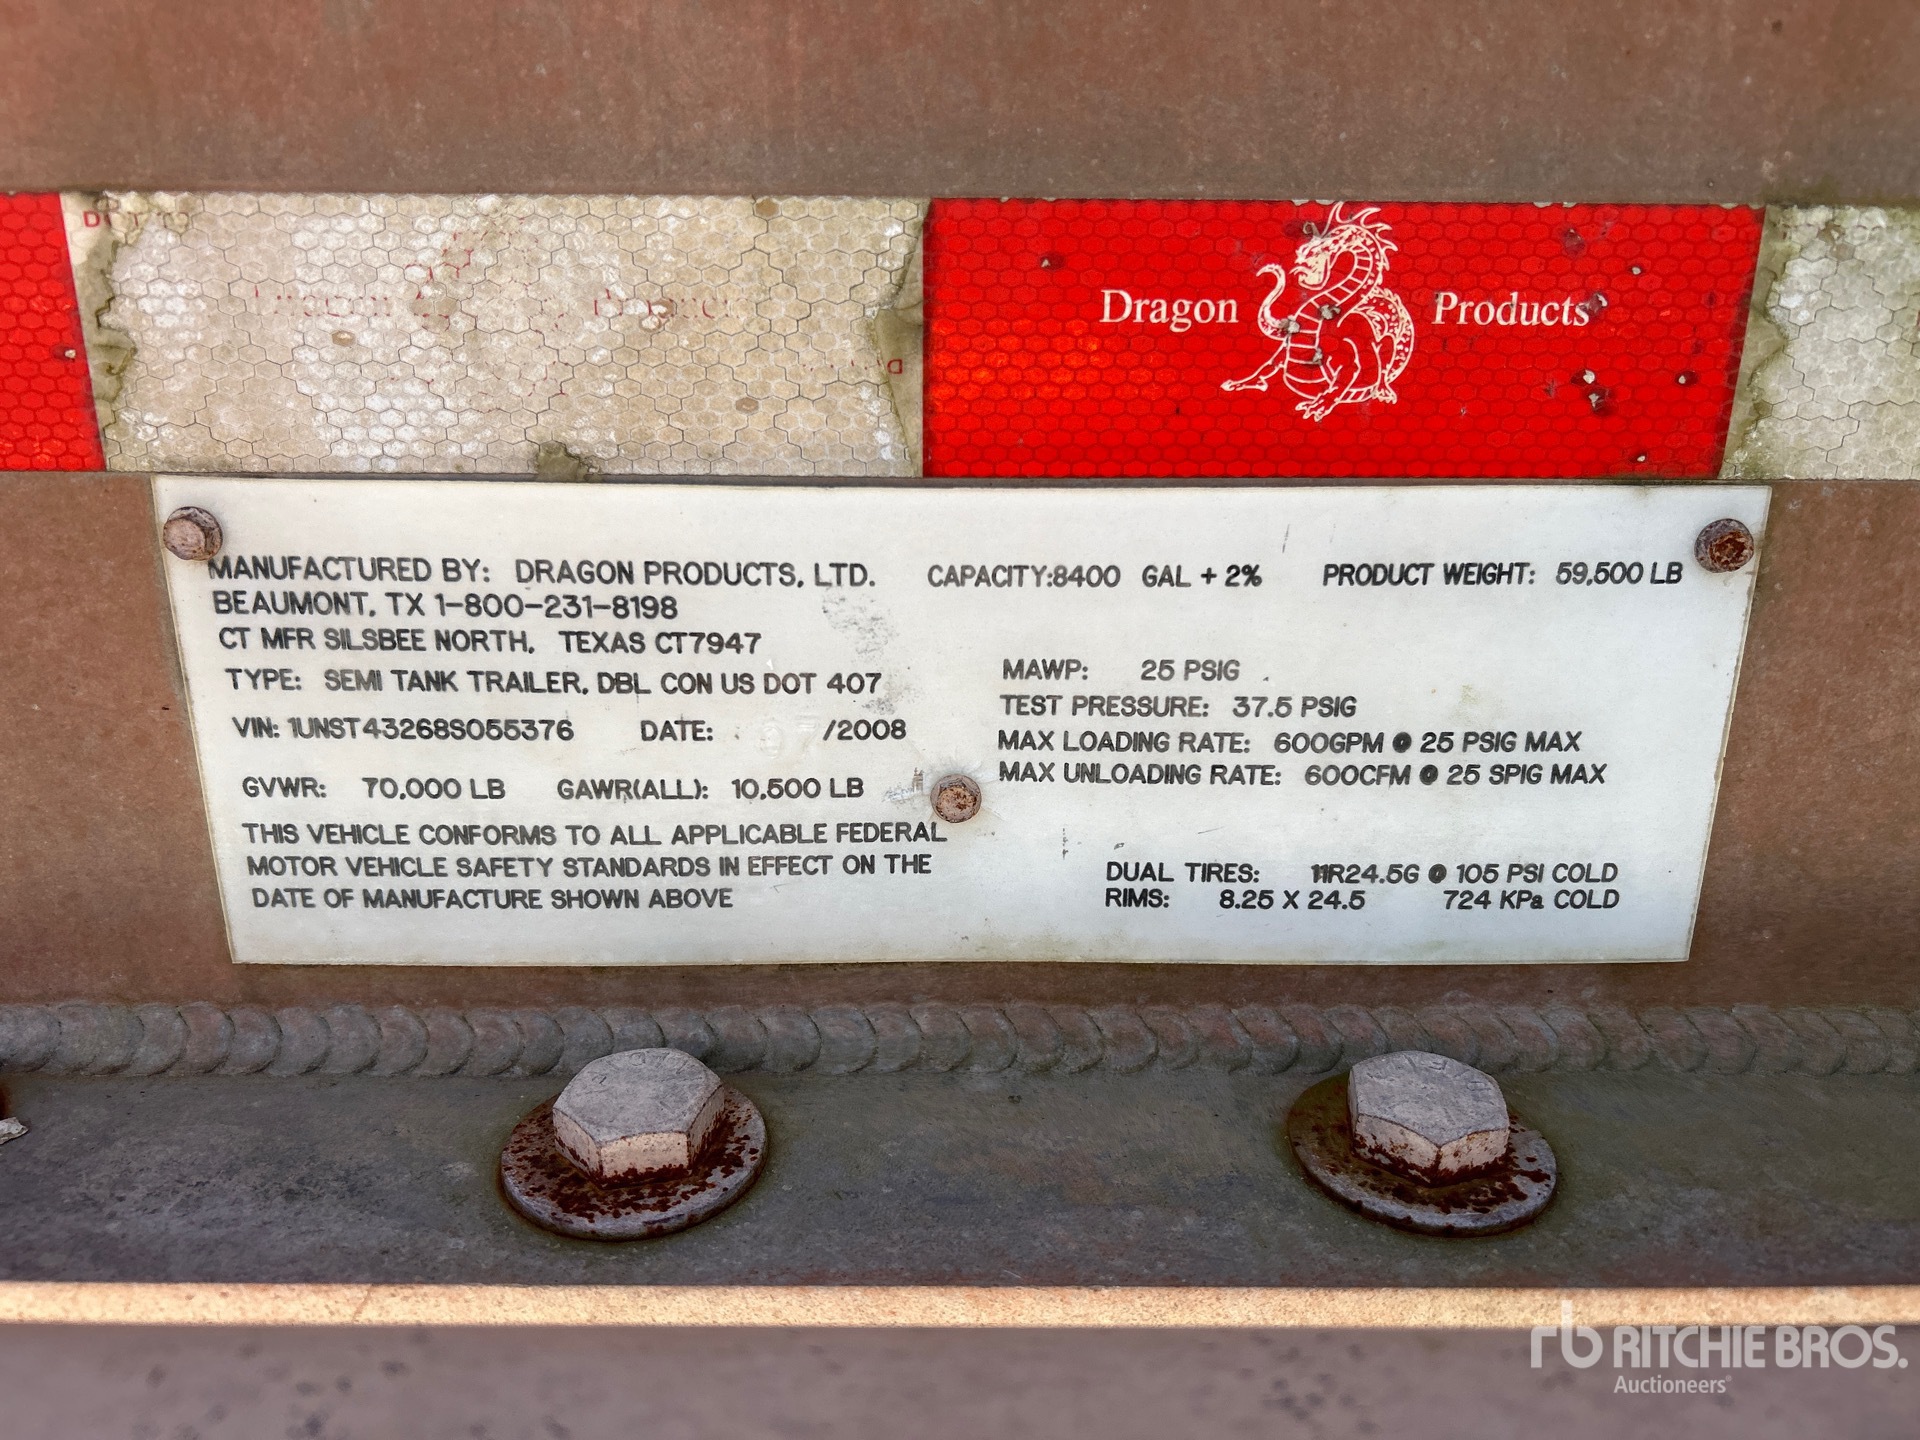 Dragon Products
MANUFACTURED BY: DRAGON PRODUCTS, LTD. CAPACITY:8400 GAL + 2% PRODUCT WEIGHT: 59,500 LB
BEAUMONT, TX 1-800-231-8198
CT MFR SILSBEE NORTH, TEXAS CT7947
TYPE: SEMI TANK TRAILER, DBL CON US DOT 407
MAWP: 25 PSIG
TEST PRESSURE: 37.5 PSIG
VIN: 1UNST43268S055376 DATE: /2008
MAX LOADING RATE: 600GPM @ 25 PSIG MAX
MAX UNLOADING RATE: 600CFM @ 25 SPIG MAX
GVWR: 70,000 LB GAWR(ALL): 10,500 LB
THIS VEHICLE CONFORMS TO ALL APPLICABLE FEDERAL
MOTOR VEHICLE SAFETY STANDARDS IN EFFECT ON THE
DATE OF MANUFACTURE SHOWN ABOVE
DUAL TIRES: 11R24.5G @ 105 PSI COLD
RIMS: 8.25 X 24.5 724 KPa COLD
rb RITCHIE BROS.
Auctioneers